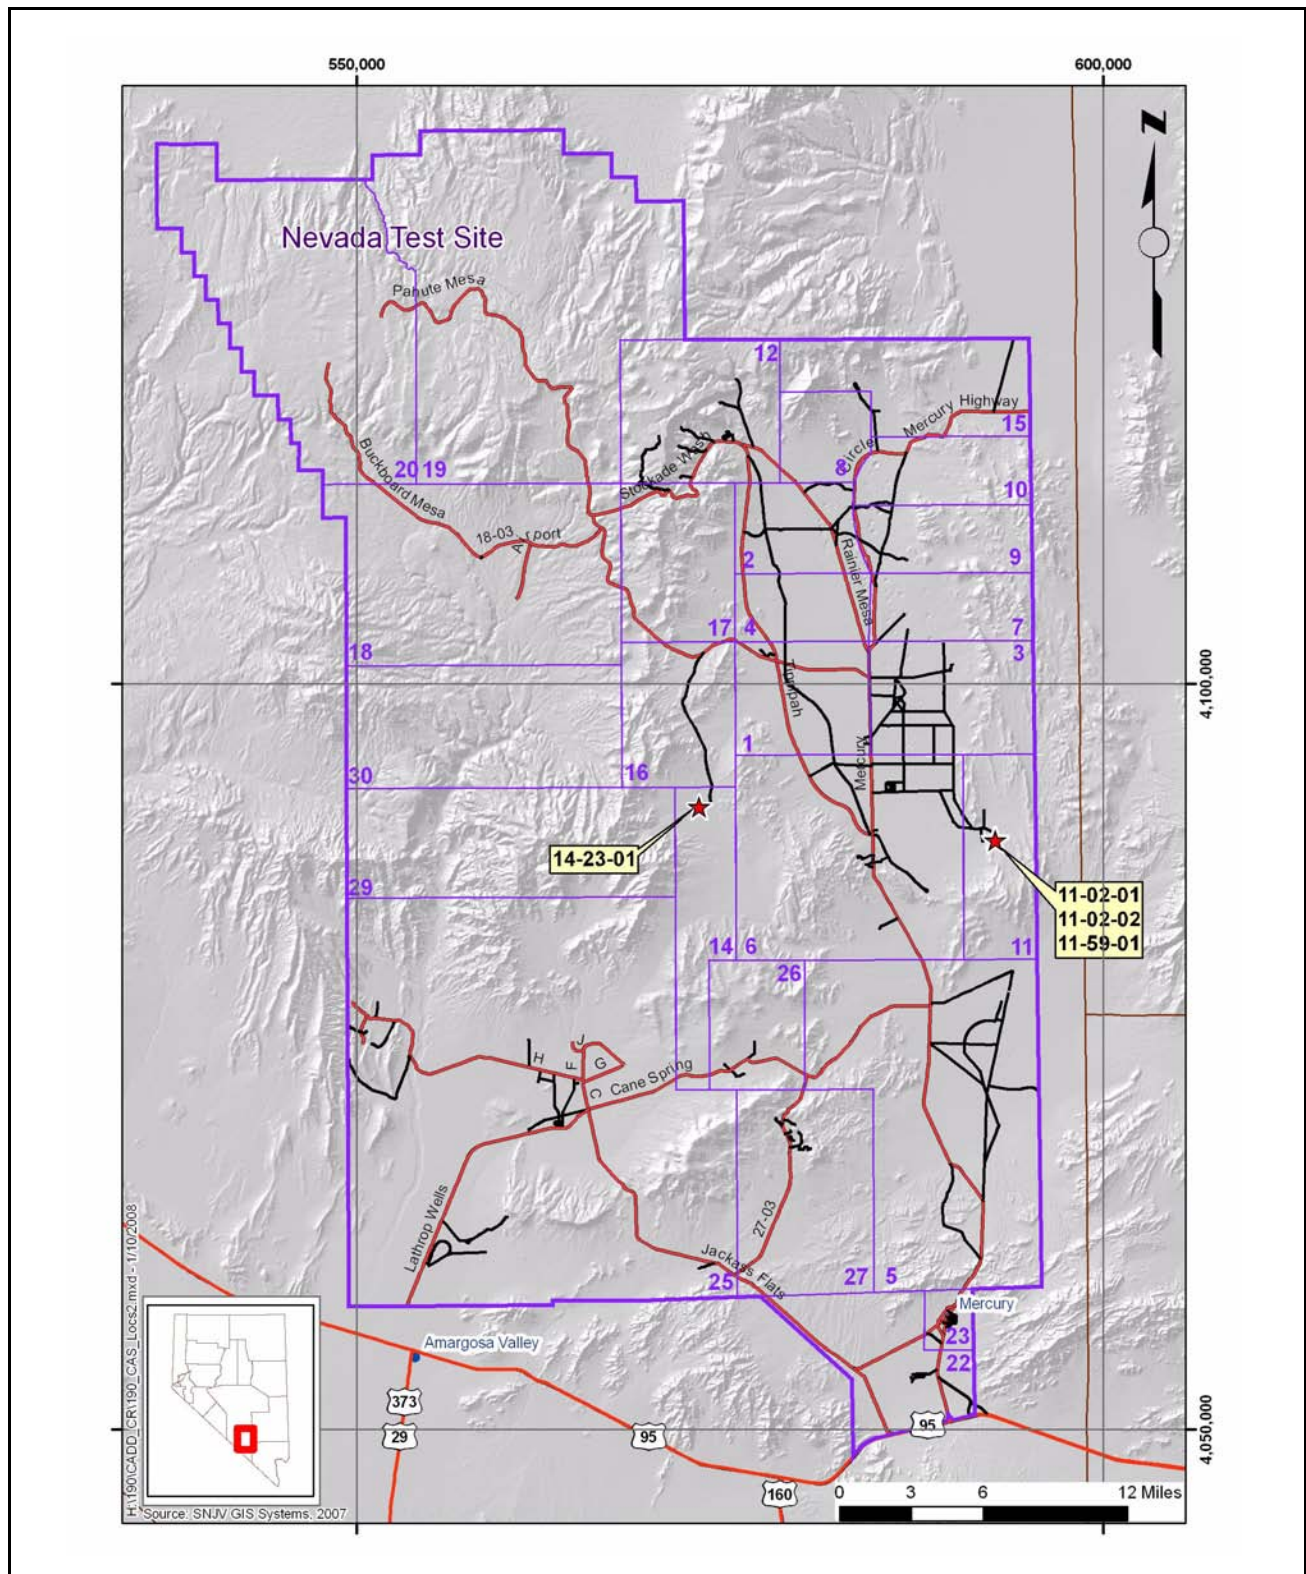 550,000
600,000
N
Nevada Test Site
Pahute Mesa
12
Mercury Highway
15
Circle
8
Buckboard Mesa
20
19
Stockade Wash
10
18-03
Airport
2
Rainier Mesa
9
17
4
7
18
3
4,100,000
Tippipah
1
Mercury
30
16
14-23-01
29
11-02-01
11-02-02
11-59-01
14
6
11
26
J
H
F
G
C
Cane Spring
Lathrop Wells
27-03
Jackass Flats
25
27
5
Mercury
23
22
Amargosa Valley
373
29
95
95
160
4,050,000
0
3
6
12 Miles
H:\190\CADD_CR\190_CAS_Locs2.mxd - 1/10/2008
Source: SNJV GIS Systems, 2007